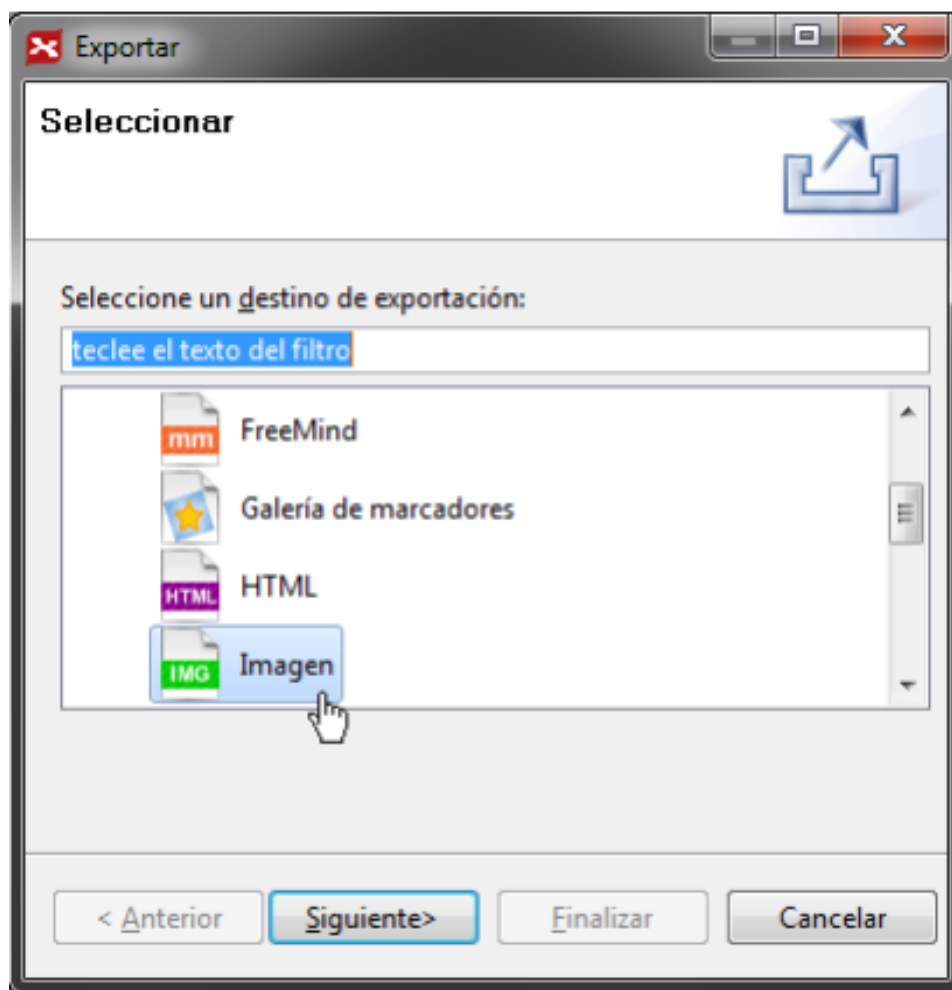 Exportar
Seleccionar
Seleccione un destino de exportación:
teclee el texto del filtro
mm FreeMind
Galería de marcadores
HTML HTML
IMG Imagen
< Anterior Siguiente> Finalizar Cancelar